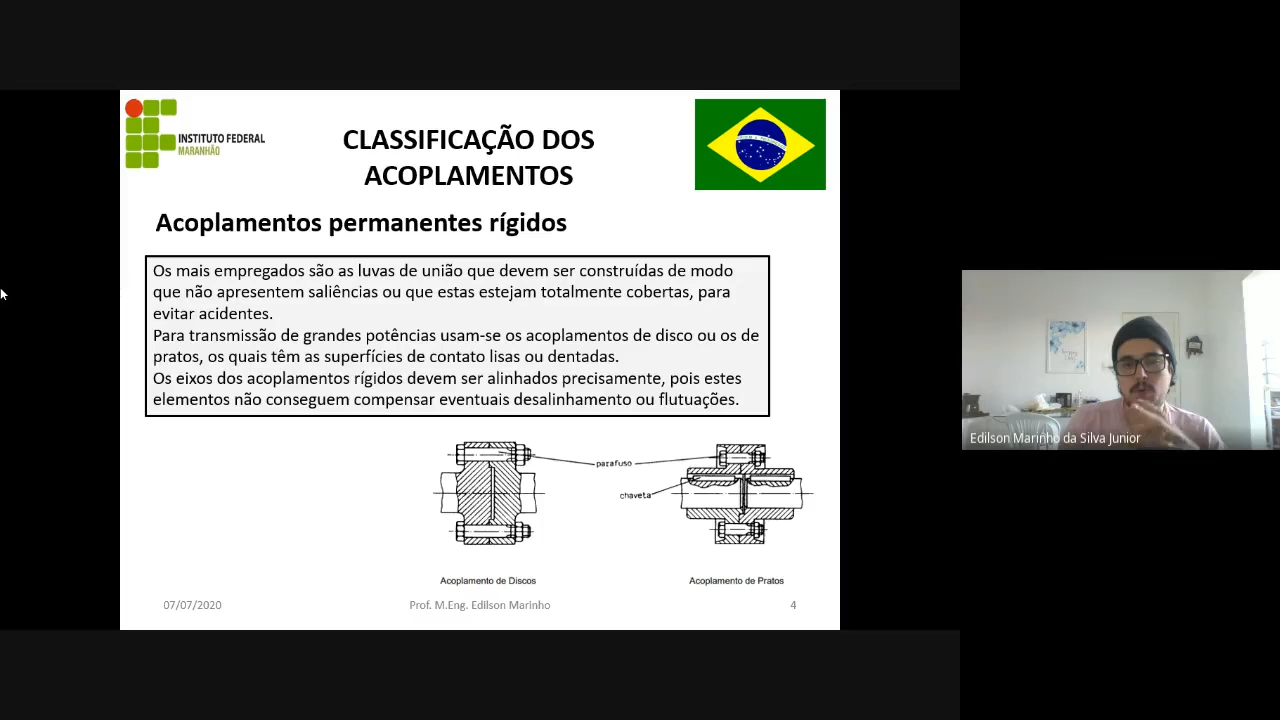 INSTITUTO FEDERAL
MARANHÃO
CLASSIFICAÇÃO DOS
ACOPLAMENTOS
Acoplamentos permanentes rígidos
Os mais empregados são as luvas de união que devem ser construídas de modo
que não apresentem saliências ou que estas estejam totalmente cobertas, para
evitar acidentes.
Para transmissão de grandes potências usam-se os acoplamentos de disco ou os de
pratos, os quais têm as superfícies de contato lisas ou dentadas.
Os eixos dos acoplamentos rígidos devem ser alinhados precisamente, pois estes
elementos não conseguem compensar eventuais desalinhamento ou flutuações.
parafuso
chaveta
Acoplamento de Discos
Acoplamento de Pratos
07/07/2020
Prof. M.Eng. Edilson Marinho
4
Edilson Marinho da Silva Junior